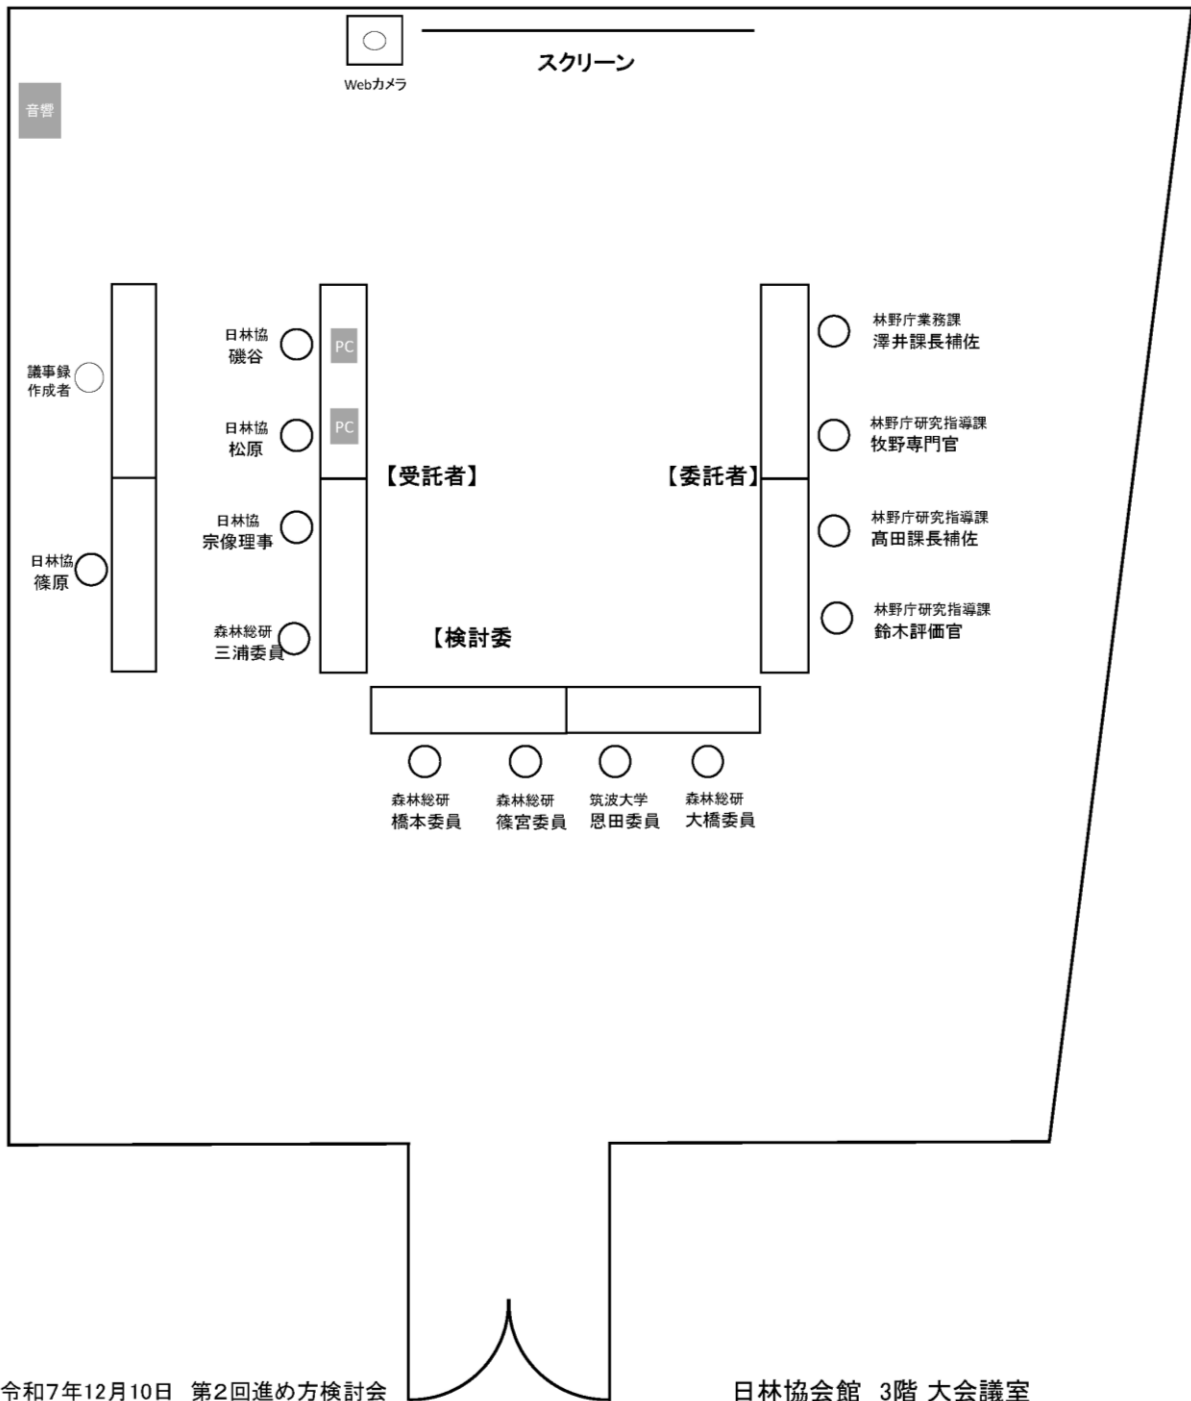 Webカメラ
スクリーン
音響
議事録
作成者
日林協
篠原
日林協
磯谷
PC
日林協
松原
PC
日林協
宗像理事
森林総研
三浦委員
【受託者】
【委託者】
【検討委
林野庁業務課
澤井課長補佐
林野庁研究指導課
牧野専門官
林野庁研究指導課
髙田課長補佐
林野庁研究指導課
鈴木評価官
森林総研
橋本委員
森林総研
篠宮委員
筑波大学
恩田委員
森林総研
大橋委員
令和7年12月10日 第2回進め方検討会
日林協会館 3階 大会議室